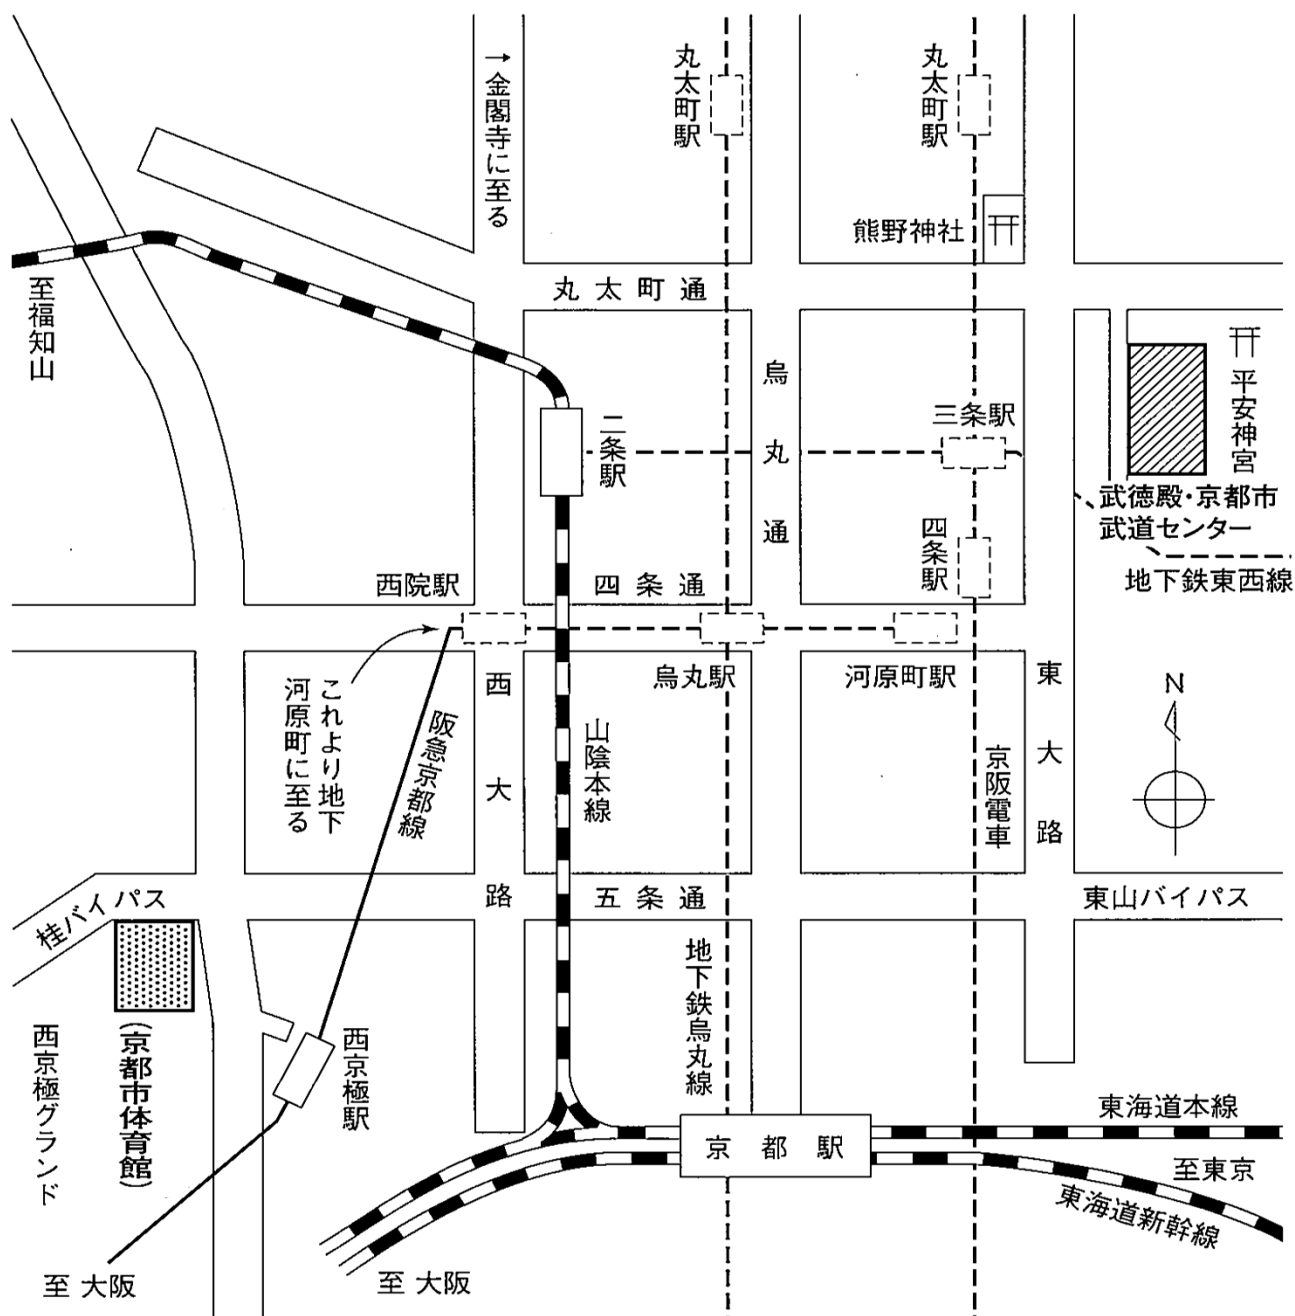 ↑金閣寺に至る
丸太町駅
丸太町駅
熊野神社
丸太町通
至福知山
烏丸通
平安神宮
二条駅
三条駅
武徳殿・京都市
武道センター
四条駅
地下鉄東西線
西院駅
四条通
烏丸駅
河原町駅
これより地下
河原町に至る
阪急京都線
西大路
山陰本線
京阪電車
東大路
N
桂バイパス
五条通
東山バイパス
西京極グランド
(京都市体育館)
西京極駅
地下鉄烏丸線
京都駅
東海道本線
至東京
東海道新幹線
至 大阪
至 大阪